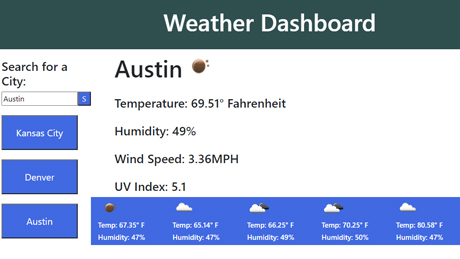 Weather Dashboard
Search for a
City:
Austin
S
Kansas City
Denver
Austin
Austin
Temperature: 69.51° Fahrenheit
Humidity: 49%
Wind Speed: 3.36MPH
UV Index: 5.1
Temp: 67.35° F
Humidity: 47%
Temp: 65.14° F
Humidity: 47%
Temp: 66.25° F
Humidity: 49%
Temp: 70.25° F
Humidity: 50%
Temp: 80.58° F
Humidity: 47%